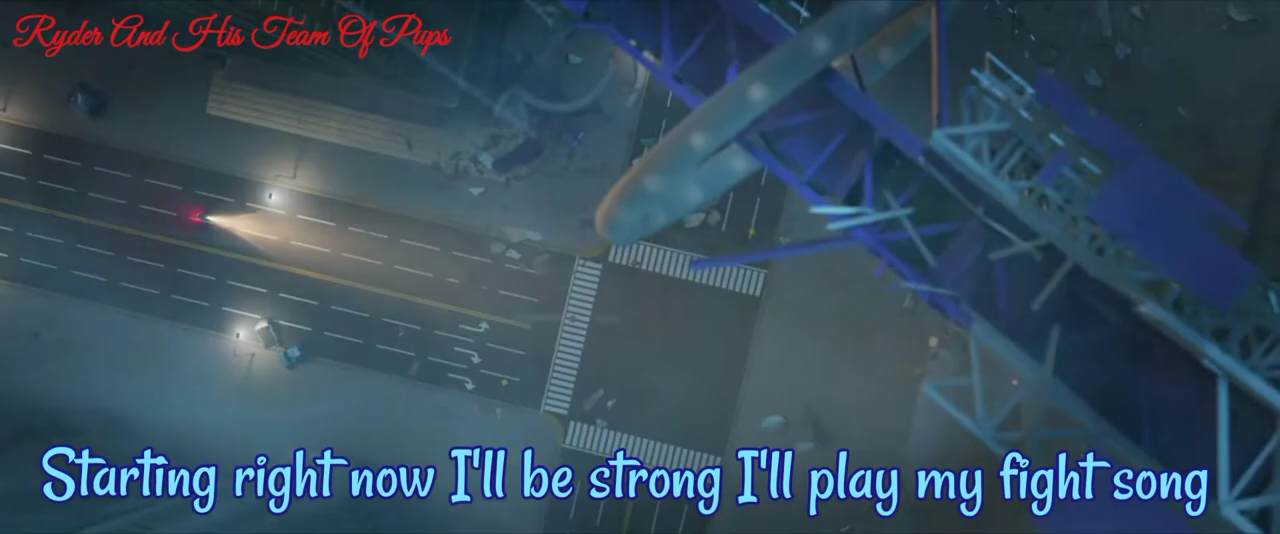 Ryder And His Team Of Pups
Starting right now I'll be strong I'll play my fight song